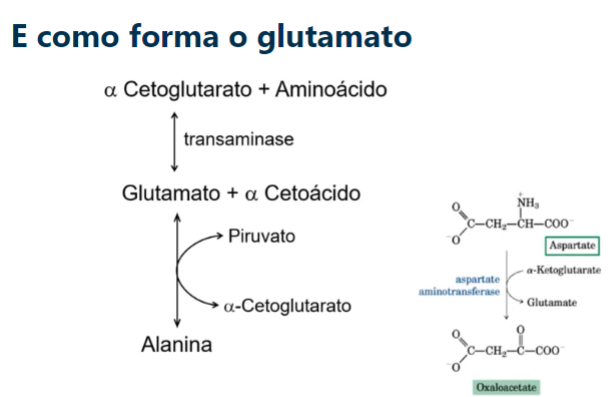 E como forma o glutamato
α Cetoglutarato + Aminoácido
transaminase
Glutamato + α Cetoácido
Piruvato
α-Cetoglutarato
Alanina
O
⁻O
C–CH₂–CH–COO⁻
N⁺H₃
Aspartate
aspartate
aminotransferase
α-Ketoglutarate
Glutamate
O
⁻O
C–CH₂–C–COO⁻
O
Oxaloacetate